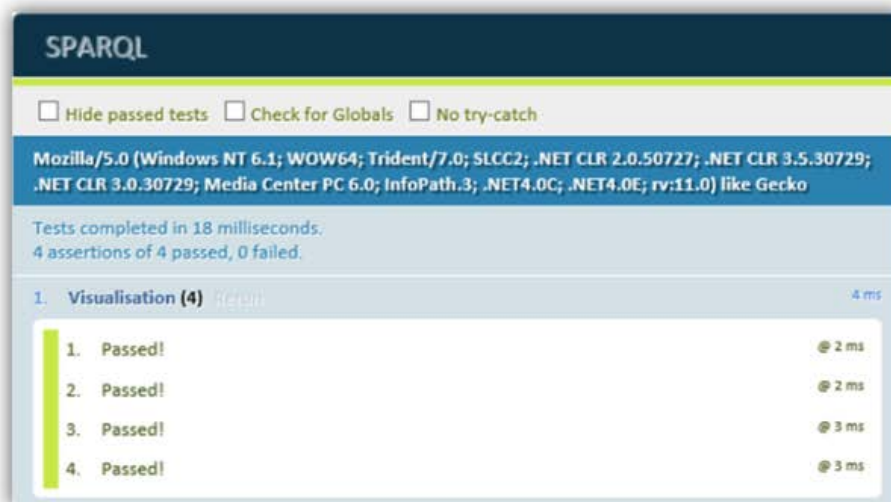 SPARQL
Hide passed tests Check for Globals No try-catch
Mozilla/5.0 (Windows NT 6.1; WOW64; Trident/7.0; SLCC2; .NET CLR 2.0.50727; .NET CLR 3.5.30729;
.NET CLR 3.0.30729; Media Center PC 6.0; InfoPath.3; .NET4.0C; .NET4.0E; rv:11.0) like Gecko
Tests completed in 18 milliseconds.
4 assertions of 4 passed, 0 failed.
1. Visualisation (4) Rerun 4 ms
1. Passed! @ 2 ms
2. Passed! @ 2 ms
3. Passed! @ 3 ms
4. Passed! @ 3 ms